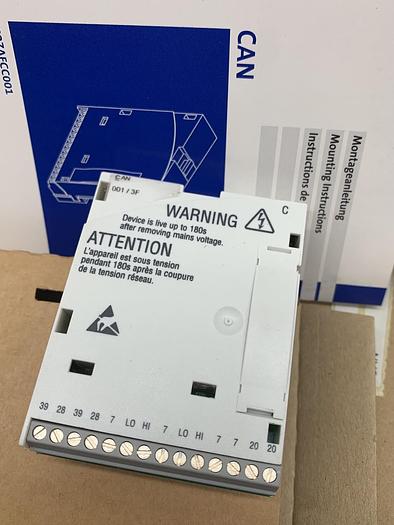 E82ZAFCC001
CAN
Montageanleitung
Mounting Instructions
Instructions de
CAN
001 / 3F
C
WARNING
Device is live up to 180s
after removing mains voltage.
ATTENTION
L'appareil est sous tension
pendant 180s après la coupure
de la tension réseau.
39 28 39 28 7 LO HI 7 LO HI 7 7 20 20